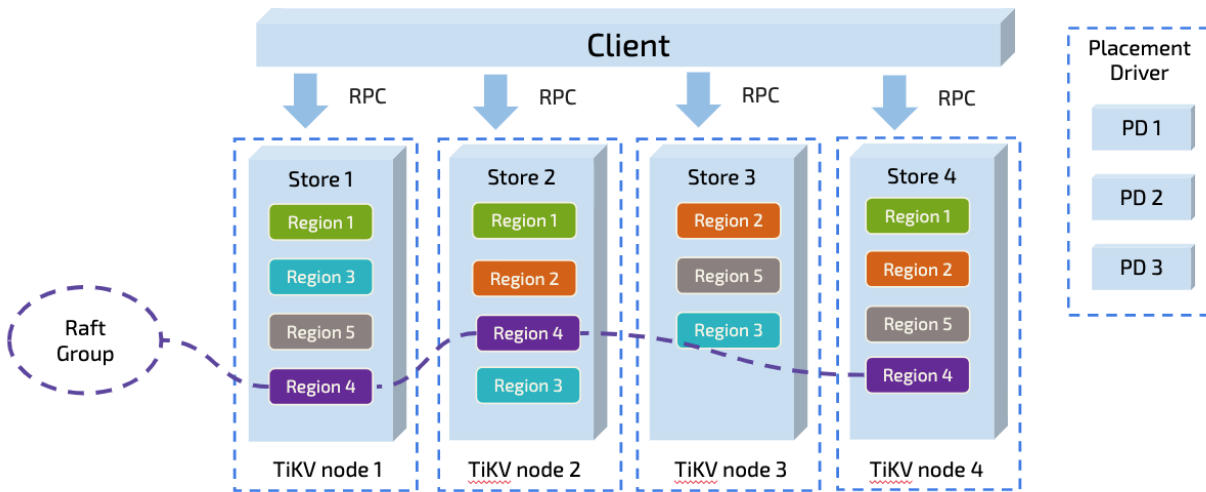 Client
RPC
RPC
RPC
RPC
Placement
Driver
PD 1
PD 2
PD 3
Store 1
Region 1
Region 3
Region 5
Region 4
TiKV node 1
Store 2
Region 1
Region 2
Region 4
Region 3
TiKV node 2
Store 3
Region 2
Region 5
Region 3
TiKV node 3
Store 4
Region 1
Region 2
Region 5
Region 4
TiKV node 4
Raft
Group